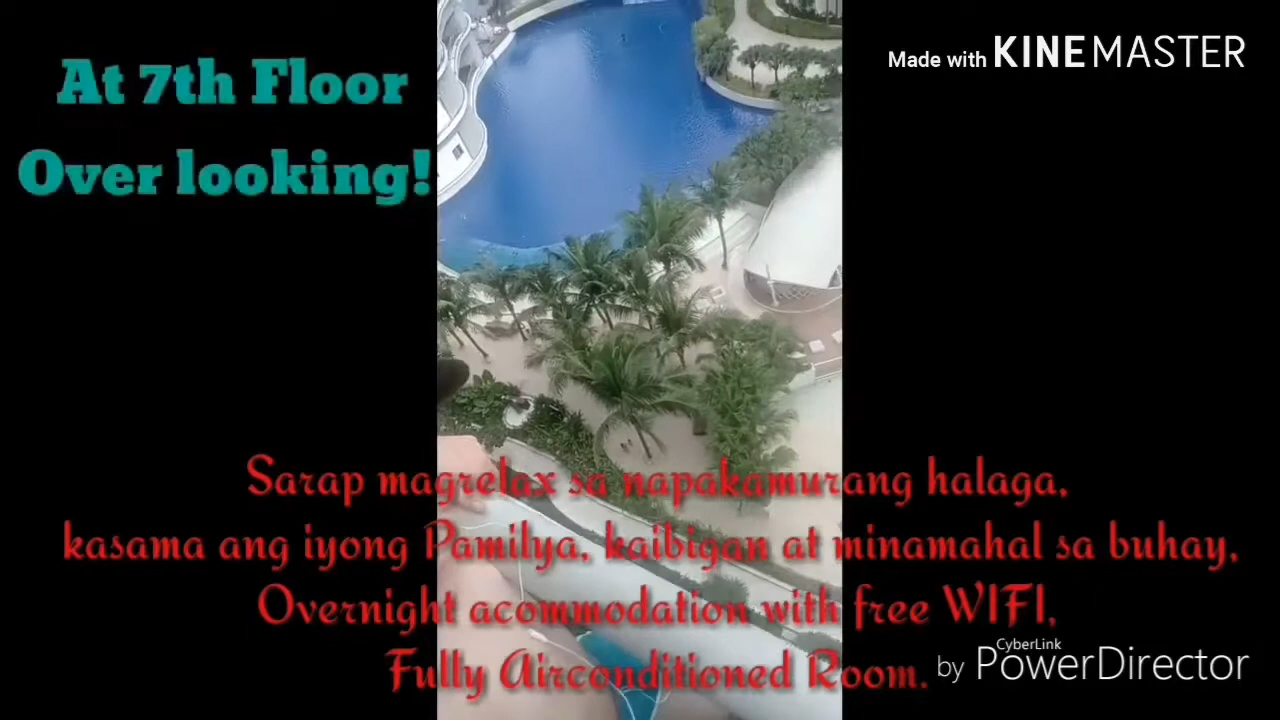 At 7th Floor
Over looking!
Made with KINEMASTER
Sarap magrelax sa napakamurang halaga,
kasama ang iyong Pamilya, kaibigan at minamahal sa buhay,
Overnight acommodation with free WIFI,
Fully Airconditioned Room.
by CyberLink PowerDirector